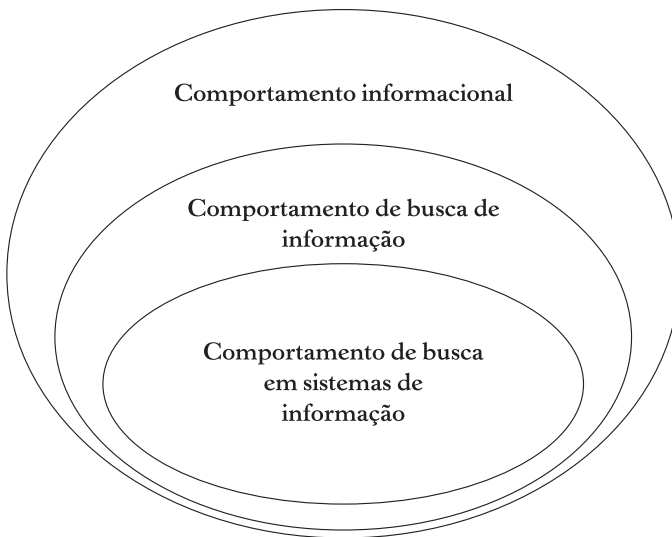 Comportamento informacional
Comportamento de busca de
informação
Comportamento de busca
em sistemas de
informação